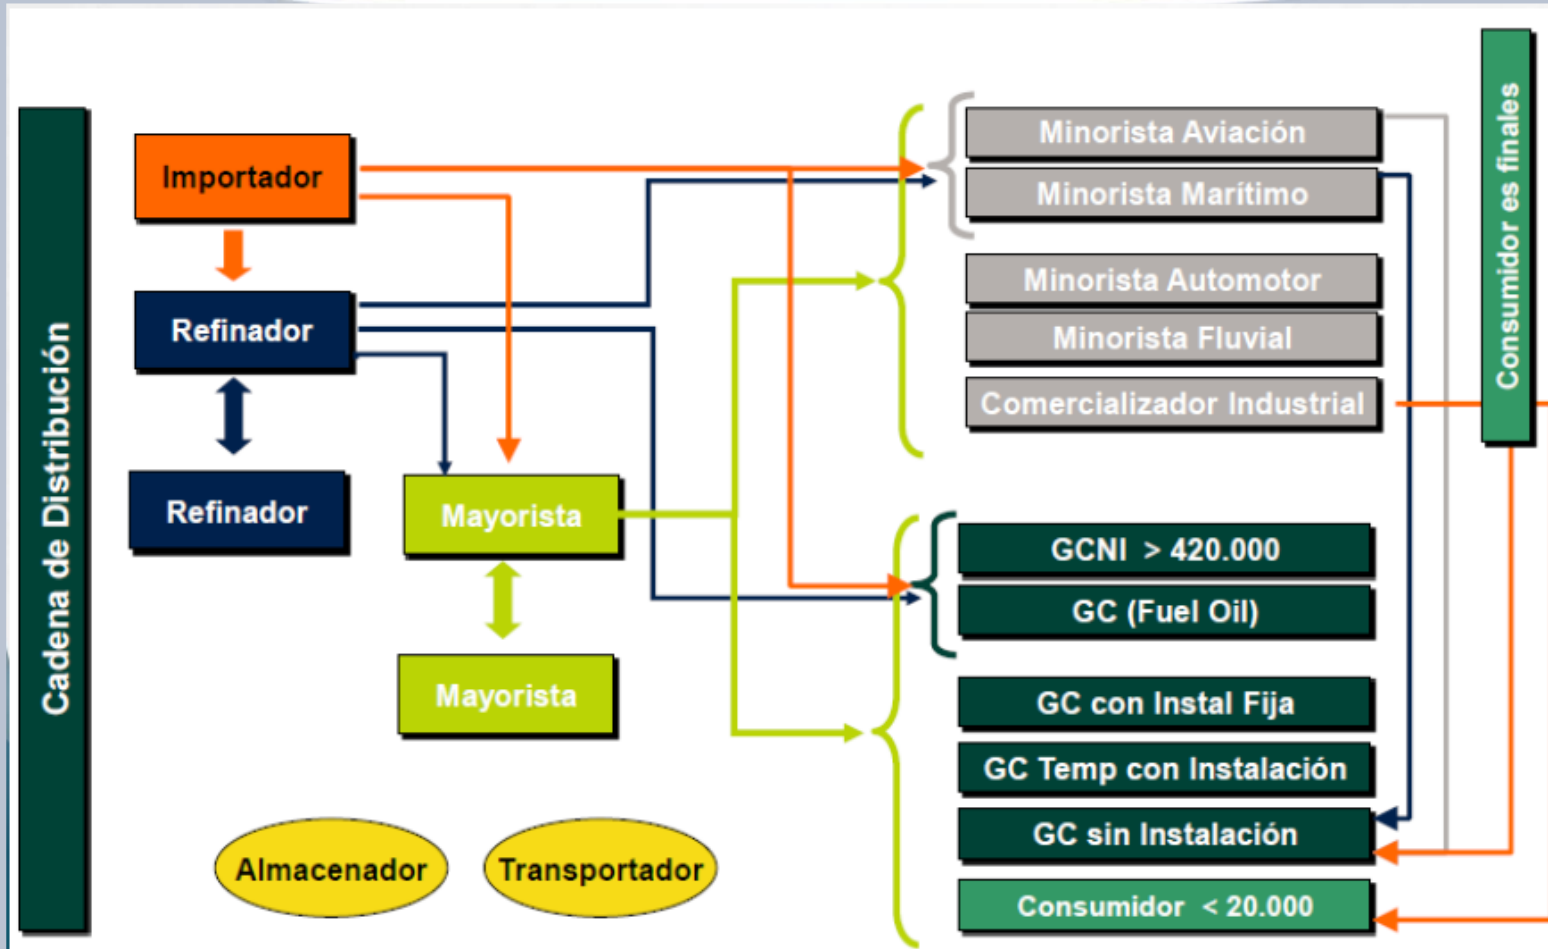 Cadena de Distribución
Importador
Refinador
Refinador
Mayorista
Mayorista
Almacenador
Transportador
Minorista Aviación
Minorista Marítimo
Minorista Automotor
Minorista Fluvial
Comercializador Industrial
GCNI > 420.000
GC (Fuel Oil)
GC con Instal Fija
GC Temp con Instalación
GC sin Instalación
Consumidor < 20.000
Consumidor es finales